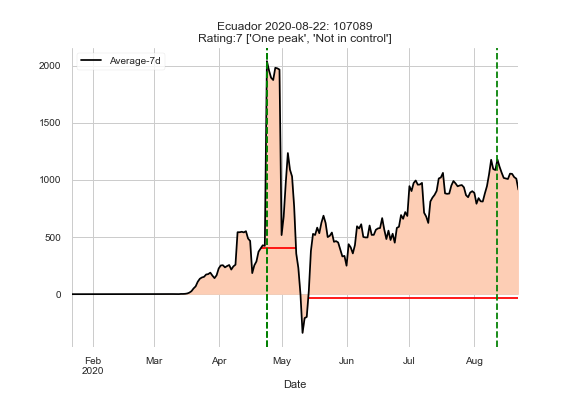 Ecuador 2020-08-22: 107089
Rating:7 ['One peak', 'Not in control']
Average-7d
2000
1500
1000
500
0
Feb Mar Apr May Jun Jul Aug
2020
Date